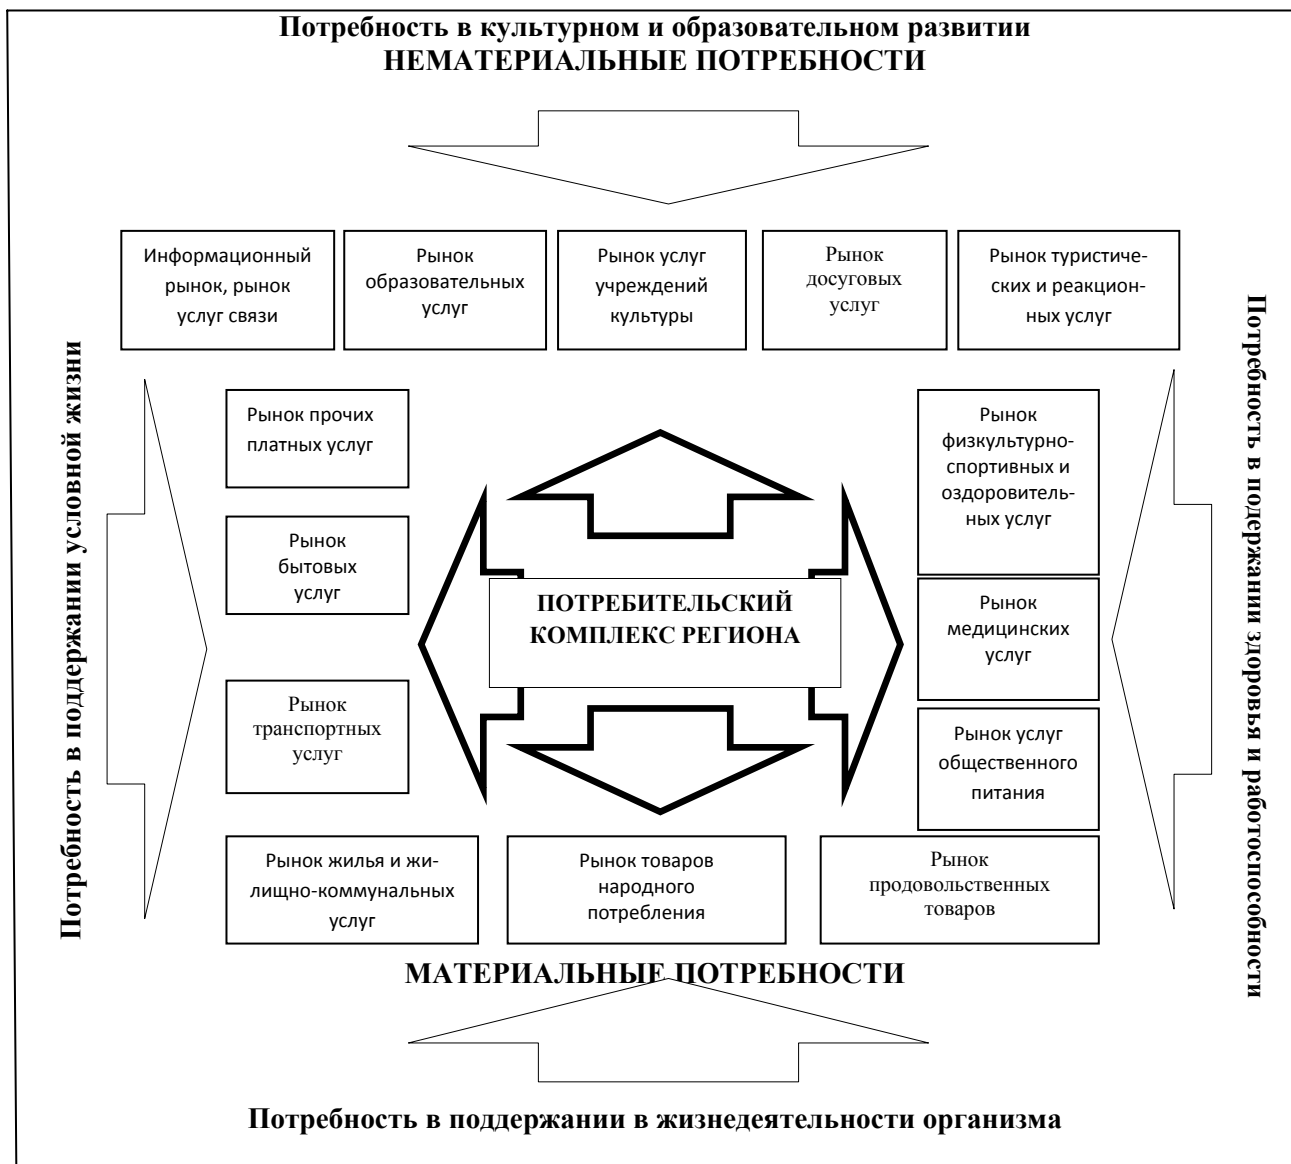 Потребность в культурном и образовательном развитии
НЕМАТЕРИАЛЬНЫЕ ПОТРЕБНОСТИ
Информационный
рынок, рынок
услуг связи
Рынок
образовательных
услуг
Рынок услуг
учреждений
культуры
Рынок
досуговых
услуг
Рынок туристиче-
ских и реакцион-
ных услуг
Потребность в поддержании условной жизни
Рынок прочих
платных услуг
Рынок
бытовых
услуг
Рынок
транспортных
услуг
ПОТРЕБИТЕЛЬСКИЙ
КОМПЛЕКС РЕГИОНА
Рынок
физкультурно-
спортивных и
оздоровитель-
ных услуг
Рынок
медицинских
услуг
Рынок услуг
общественного
питания
Потребность в подержании здоровья и работоспособности
Рынок жилья и жи-
лищно-коммунальных
услуг
Рынок товаров
народного
потребления
Рынок
продовольственных
товаров
МАТЕРИАЛЬНЫЕ ПОТРЕБНОСТИ
Потребность в поддержании в жизнедеятельности организма